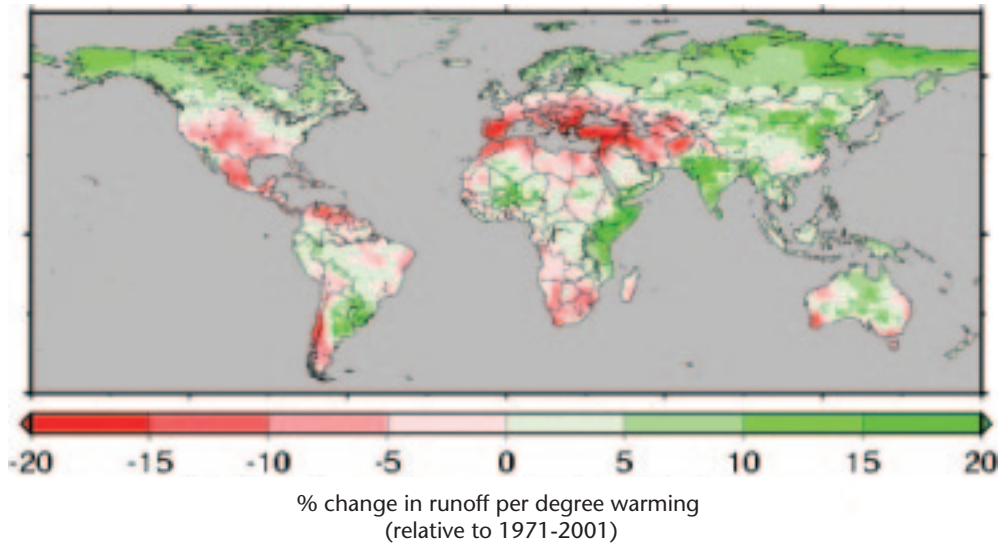 -20 -15 -10 -5 0 5 10 15 20
% change in runoff per degree warming
(relative to 1971-2001)